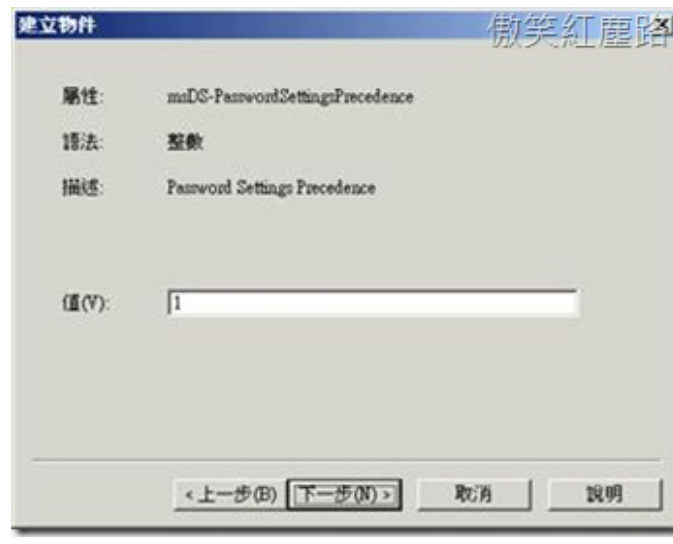 建立物件
傲笑紅塵路
屬性: msDS-PasswordSettingsPrecedence
語法: 整數
描述: Password Settings Precedence
值(V): 1
<上一步(B) 下一步(N)> 取消 說明